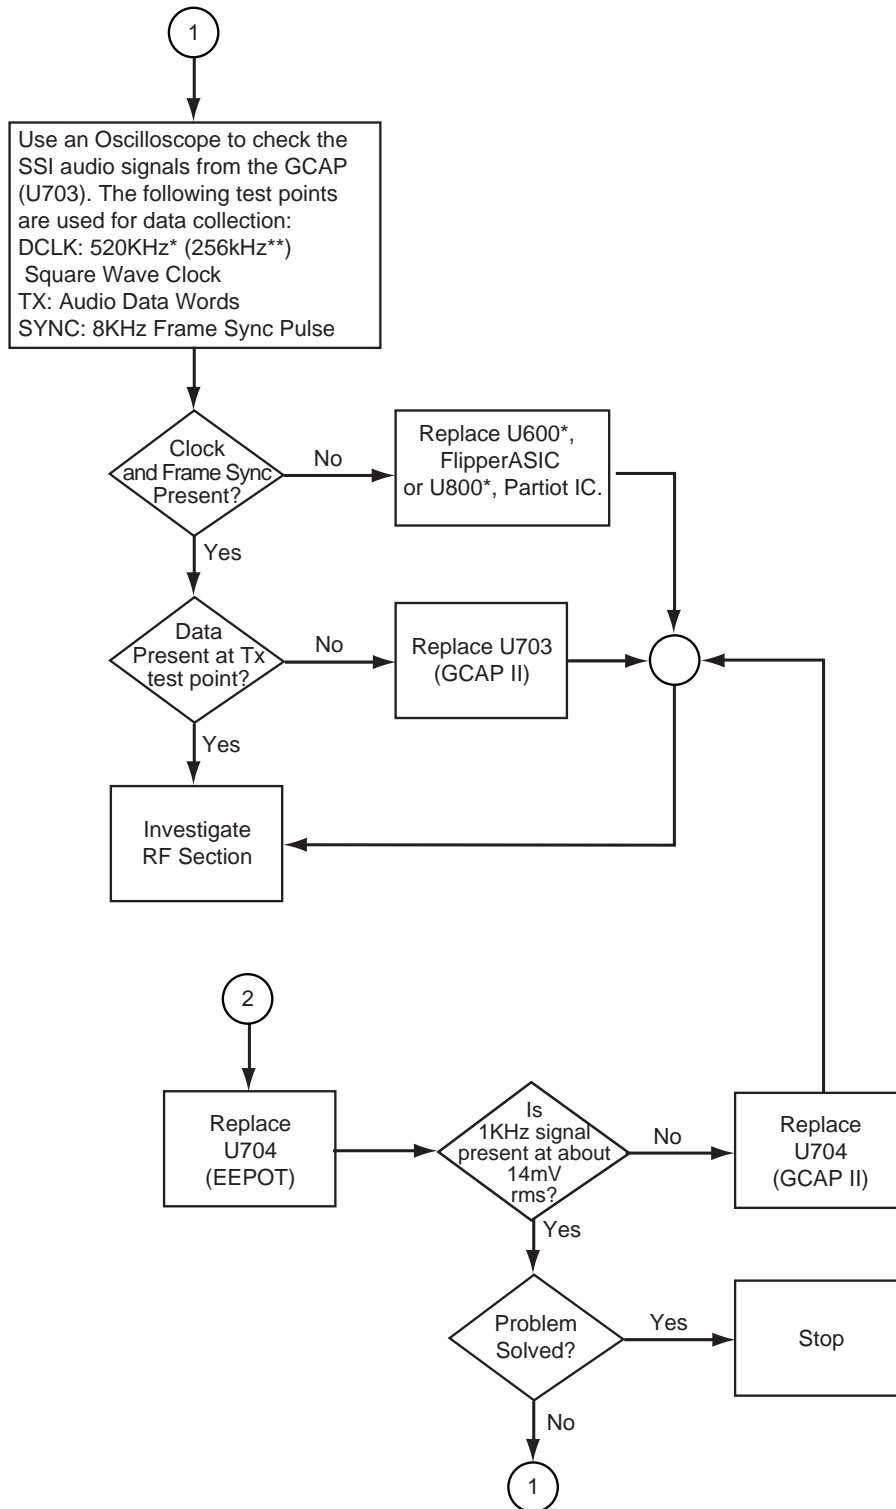 1
Use an Oscilloscope to check the
SSI audio signals from the GCAP
(U703). The following test points
are used for data collection:
DCLK: 520KHz* (256kHz**)
Square Wave Clock
TX: Audio Data Words
SYNC: 8KHz Frame Sync Pulse
Clock
and Frame Sync
Present?
No
Replace U600*,
FlipperASIC
or U800*, Partiot IC.
Yes
Data
Present at Tx
test point?
No
Replace U703
(GCAP II)
Yes
Investigate
RF Section
2
Replace
U704
(EEPOT)
Is
1KHz signal
present at about
14mV
rms?
No
Replace
U704
(GCAP II)
Yes
Problem
Solved?
Yes
Stop
No
1